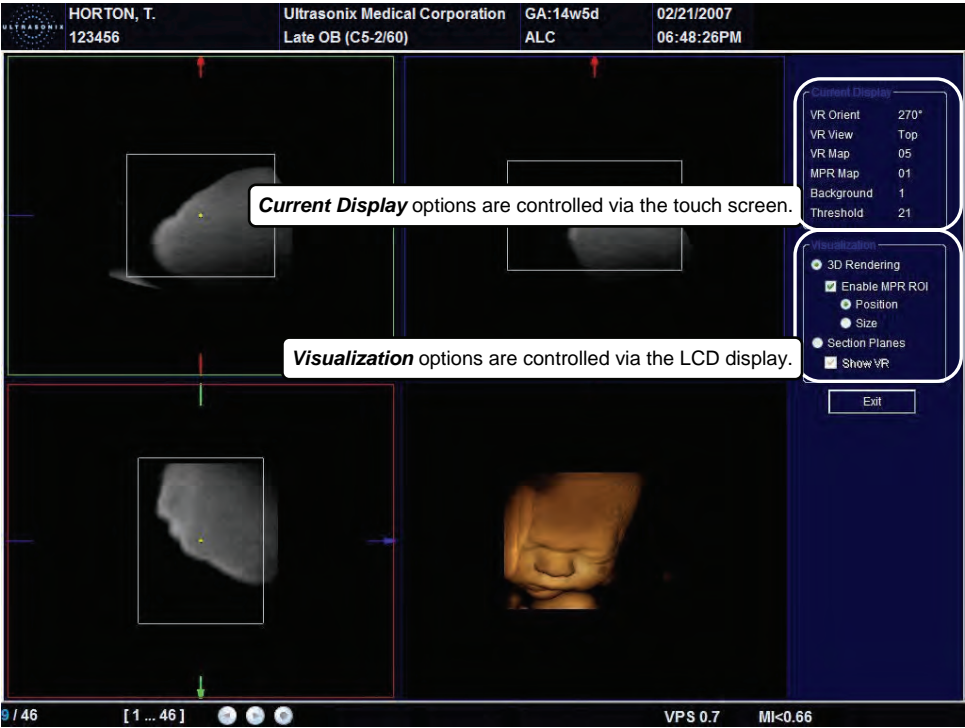 ULTRASONIX
HORTON, T.
123456
Ultrasonix Medical Corporation
Late OB (C5-2/60)
GA:14w5d
ALC
02/21/2007
06:48:26PM
Current Display
VR Orient 270°
VR View Top
VR Map 05
MPR Map 01
Background 1
Threshold 21
Current Display options are controlled via the touch screen.
Visualization
3D Rendering
Enable MPR ROI
Position
Size
Section Planes
Show VR
Visualization options are controlled via the LCD display.
Exit
9 / 46 [ 1 ... 46 ] VPS 0.7 MI<0.66